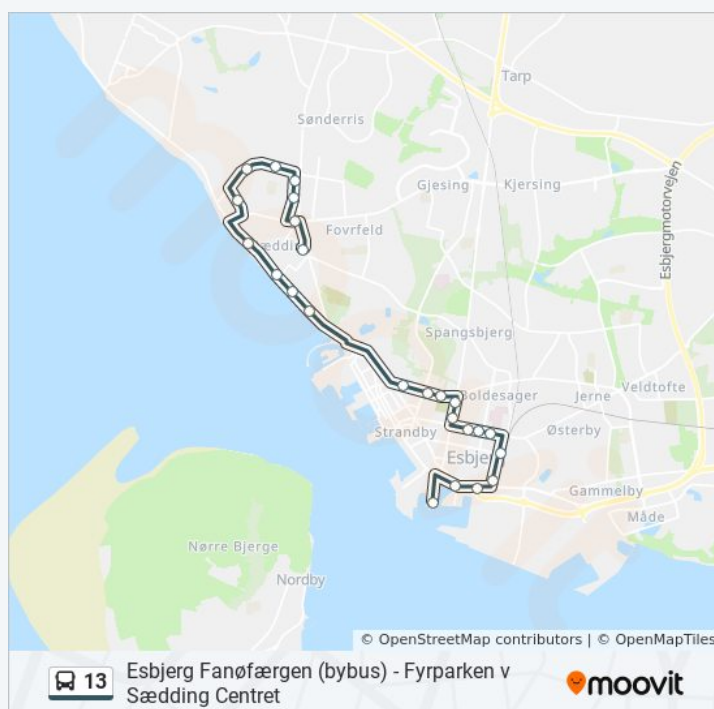 Tarp
Sønderris
Gjesing
Kjersing
Esbjergmotorvejen
Fovrfeld
Spangsbjerg
Boldesager
Jerne
Veldtofte
Strandby
Østerby
Gammelby
Måde
Nørre Bjerge
Nordby
© OpenStreetMap contributors | © OpenMapTiles
13
Esbjerg Fanøfærgen (bybus) - Fyrparken v
Sædding Centret
moovit